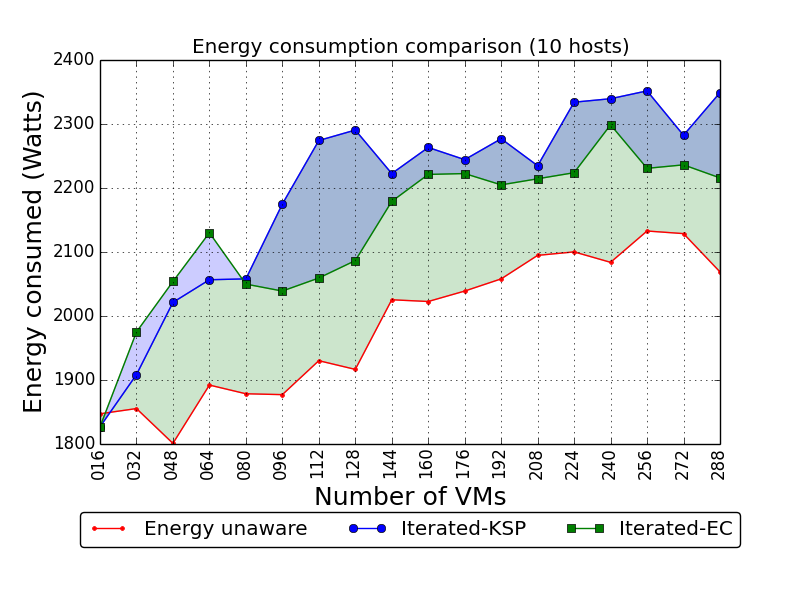 Energy consumption comparison (10 hosts)
2400
2300
2200
2100
2000
1900
1800
Energy consumed (Watts)
016 032 048 064 080 096 112 128 144 160 176 192 208 224 240 256 272 288
Number of VMs
Energy unaware Iterated-KSP Iterated-EC